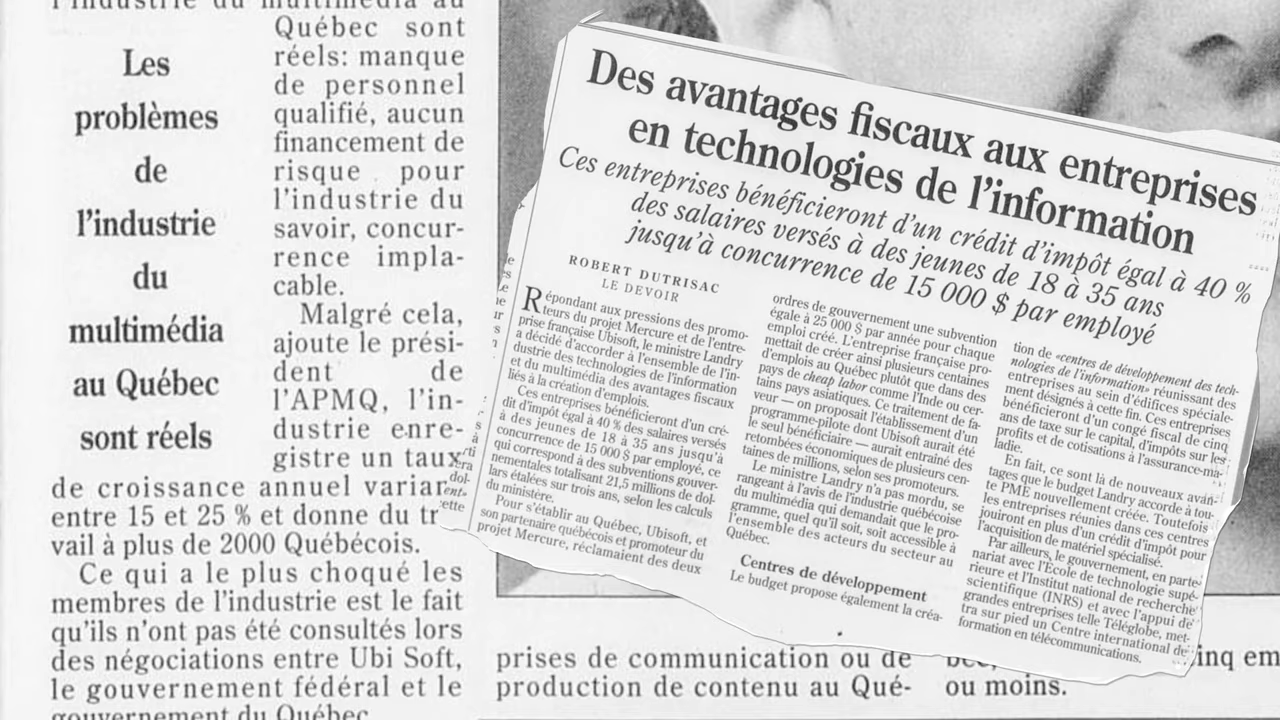 l'industrie du multimédia au
Québec sont
réels: manque
de personnel
qualifié, aucun
financement de
risque pour
l'industrie du
savoir, concur-
rence impla-
cable.
Malgré cela,
ajoute le prési-
dent de
l'APMQ, l'in-
dustrie enre-
gistre un taux
de croissance annuel variant
entre 15 et 25 % et donne du tr
vail à plus de 2000 Québécois.
Ce qui a le plus choqué les
membres de l'industrie est le fait
qu'ils n'ont pas été consultés lors
des négociations entre Ubi Soft,
le gouvernement fédéral et le
gouvernement du Québec
Les
problèmes
de
l'industrie
du
multimédia
au Québec
sont réels
Des avantages fiscaux aux entreprises
en technologies de l'information
Ces entreprises bénéficieront d'un crédit d'impôt égal à 40 %
des salaires versés à des jeunes de 18 à 35 ans
jusqu'à concurrence de 15 000 $ par employé
ROBERT DUTRISAC
LE DEVOIR
Répondant aux pressions des promo-
teurs du projet Mercure et de l'entre-
prise française Ubisoft, le ministre Landry
a décidé d'accorder à l'ensemble de l'in-
dustrie des technologies de l'information
et du multimédia des avantages fiscaux
liés à la création d'emplois.
Ces entreprises bénéficieront d'un cré-
dit d'impôt égal à 40 % des salaires versés
à des jeunes de 18 à 35 ans jusqu'à
concurrence de 15 000 $ par employé, ce
qui correspond à des subventions gouver-
nementales totalisant 21,5 millions de dol-
lars étalées sur trois ans, selon les calculs
du ministère.
Pour s'établir au Québec, Ubisoft, et
son partenaire québécois et promoteur du
projet Mercure, réclamaient des deux
ordres de gouvernement une subvention
égale à 25 000 $ par année pour chaque
emploi créé. L'entreprise française pro-
mettait de créer ainsi plusieurs centaines
d'emplois au Québec plutôt que dans des
pays de cheap labor comme l'Inde ou cer-
tains pays asiatiques. Ce traitement de fa-
veur — on proposait l'établissement d'un
programme-pilote dont Ubisoft aurait été
le seul bénéficiaire — aurait entraîné des
retombées économiques de plusieurs cen-
taines de millions, selon ses promoteurs.
Le ministre Landry n'a pas mordu, se
rangeant à l'avis de l'industrie québécoise
du multimédia qui demandait que le pro-
gramme, quel qu'il soit, soit accessible à
l'ensemble des acteurs du secteur au
Québec.
Centres de développement
Le budget propose également la créa-
tion de «centres de développement des tech-
nologies de l'information» réunissant des
entreprises au sein d'édifices spéciale-
ment désignés à cette fin. Ces entreprises
bénéficieront d'un congé fiscal de cinq
ans de taxe sur le capital, d'impôts sur les
profits et de cotisations à l'assurance-ma-
ladie.
En fait, ce sont là de nouveaux avan-
tages que le budget Landry accorde à tou-
te PME nouvellement créée. Toutefois
les entreprises réunies dans ces centres
jouiront en plus d'un crédit d'impôt pour
l'acquisition de matériel spécialisé.
Par ailleurs, le gouvernement, en parte-
nariat avec l'École de technologie supé-
rieure et l'Institut national de recherche
scientifique (INRS) et avec l'appui de
grandes entreprises telle Téléglobe, met-
tra sur pied un Centre international de
formation en télécommunications.
prises de communication ou de
production de contenu au Qué-
bec, inq em
ou moins.